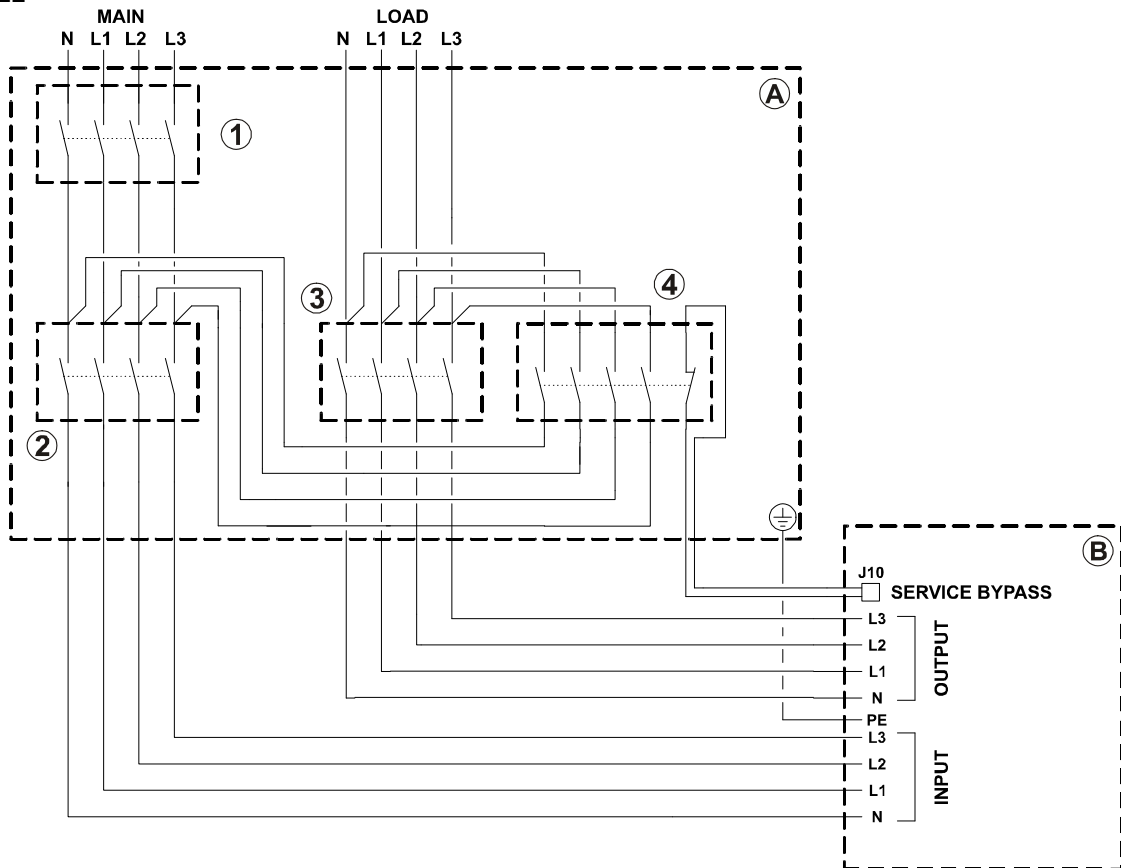 MAIN LOAD
N L1 L2 L3 N L1 L2 L3
A
1
4
3
2
B
J10
SERVICE BYPASS
L3
L2
L1
N
OUTPUT
PE
L3
L2
L1
N
INPUT